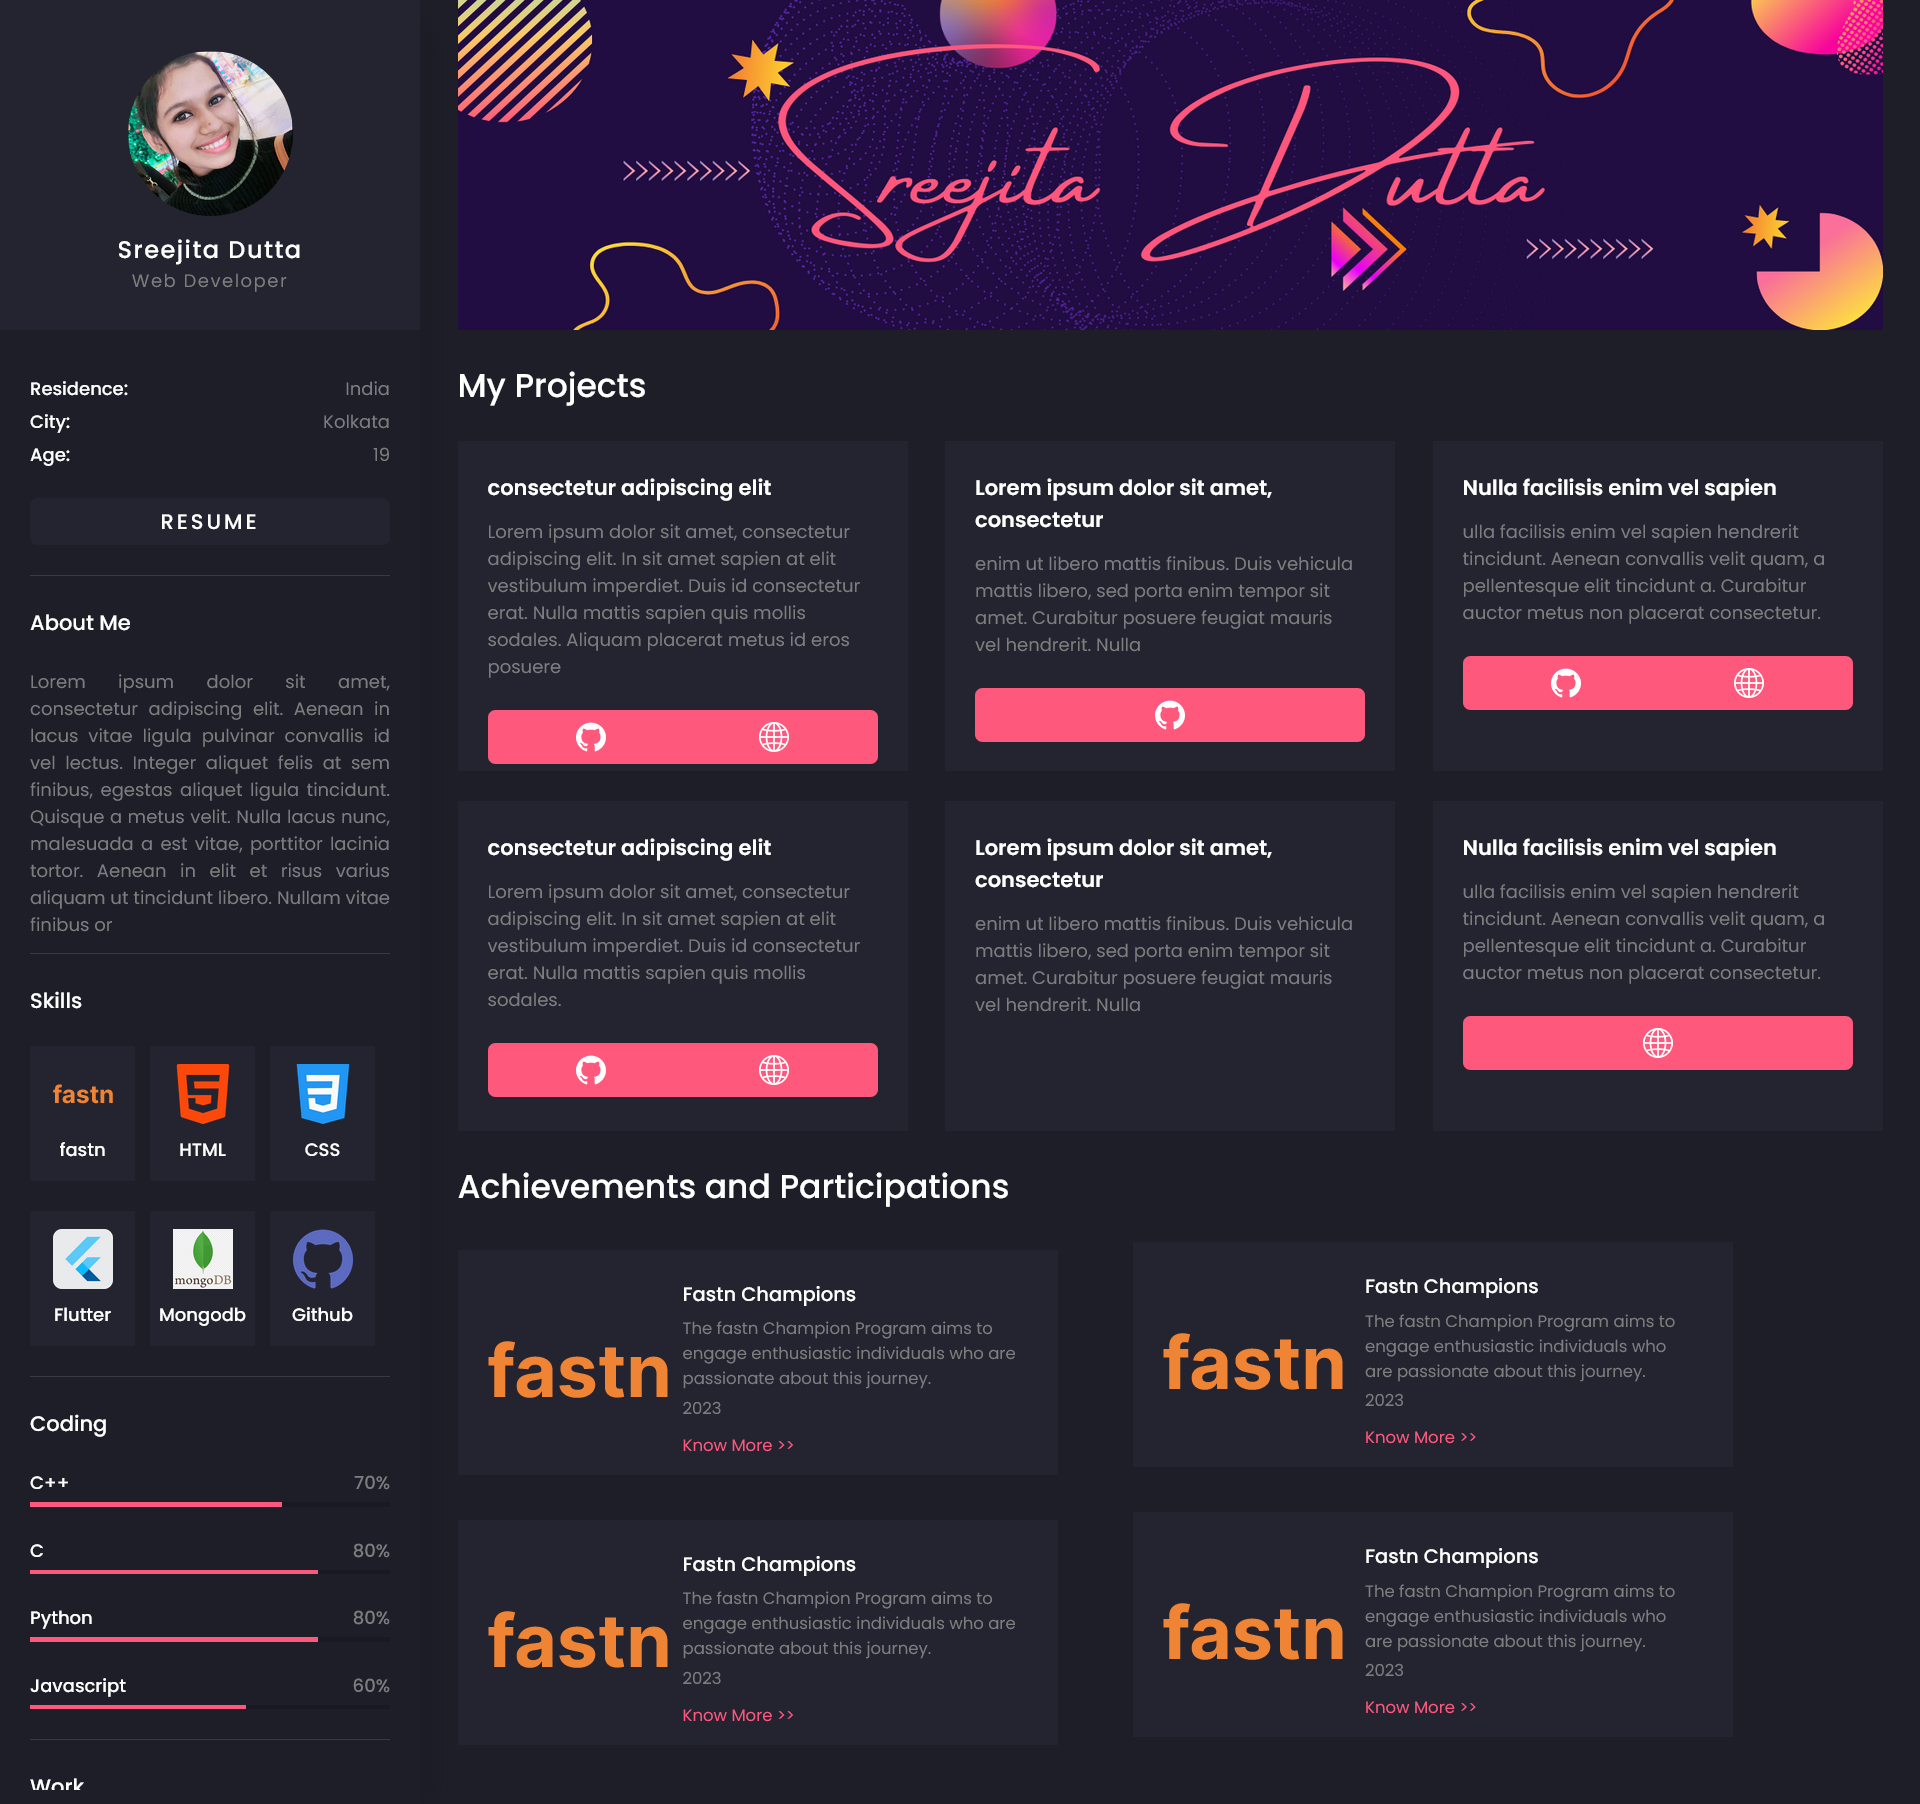 Sreejita Dutta
Web Developer
Residence: India
City: Kolkata
Age: 19
RESUME
About Me
Lorem ipsum dolor sit amet,
consectetur adipiscing elit. Aenean in
lacus vitae ligula pulvinar convallis id
vel lectus. Integer aliquet felis at sem
finibus, egestas aliquet ligula tincidunt.
Quisque a metus velit. Nulla lacus nunc,
malesuada a est vitae, porttitor lacinia
tortor. Aenean in elit et risus varius
aliquam ut tincidunt libero. Nullam vitae
finibus or
Skills
fastn
fastn
HTML
CSS
Flutter
mongoDB
Mongodb
Github
Coding
C++ 70%
C 80%
Python 80%
Javascript 60%
Work
Sreejita Dutta
My Projects
consectetur adipiscing elit
Lorem ipsum dolor sit amet, consectetur
adipiscing elit. In sit amet sapien at elit
vestibulum imperdiet. Duis id consectetur
erat. Nulla mattis sapien quis mollis
sodales. Aliquam placerat metus id eros
posuere
Lorem ipsum dolor sit amet,
consectetur
enim ut libero mattis finibus. Duis vehicula
mattis libero, sed porta enim tempor sit
amet. Curabitur posuere feugiat mauris
vel hendrerit. Nulla
Nulla facilisis enim vel sapien
ulla facilisis enim vel sapien hendrerit
tincidunt. Aenean convallis velit quam, a
pellentesque elit tincidunt a. Curabitur
auctor metus non placerat consectetur.
consectetur adipiscing elit
Lorem ipsum dolor sit amet, consectetur
adipiscing elit. In sit amet sapien at elit
vestibulum imperdiet. Duis id consectetur
erat. Nulla mattis sapien quis mollis
sodales.
Lorem ipsum dolor sit amet,
consectetur
enim ut libero mattis finibus. Duis vehicula
mattis libero, sed porta enim tempor sit
amet. Curabitur posuere feugiat mauris
vel hendrerit. Nulla
Nulla facilisis enim vel sapien
ulla facilisis enim vel sapien hendrerit
tincidunt. Aenean convallis velit quam, a
pellentesque elit tincidunt a. Curabitur
auctor metus non placerat consectetur.
Achievements and Participations
fastn
Fastn Champions
The fastn Champion Program aims to
engage enthusiastic individuals who are
passionate about this journey.
2023
Know More >>
fastn
Fastn Champions
The fastn Champion Program aims to
engage enthusiastic individuals who
are passionate about this journey.
2023
Know More >>
fastn
Fastn Champions
The fastn Champion Program aims to
engage enthusiastic individuals who are
passionate about this journey.
2023
Know More >>
fastn
Fastn Champions
The fastn Champion Program aims to
engage enthusiastic individuals who
are passionate about this journey.
2023
Know More >>